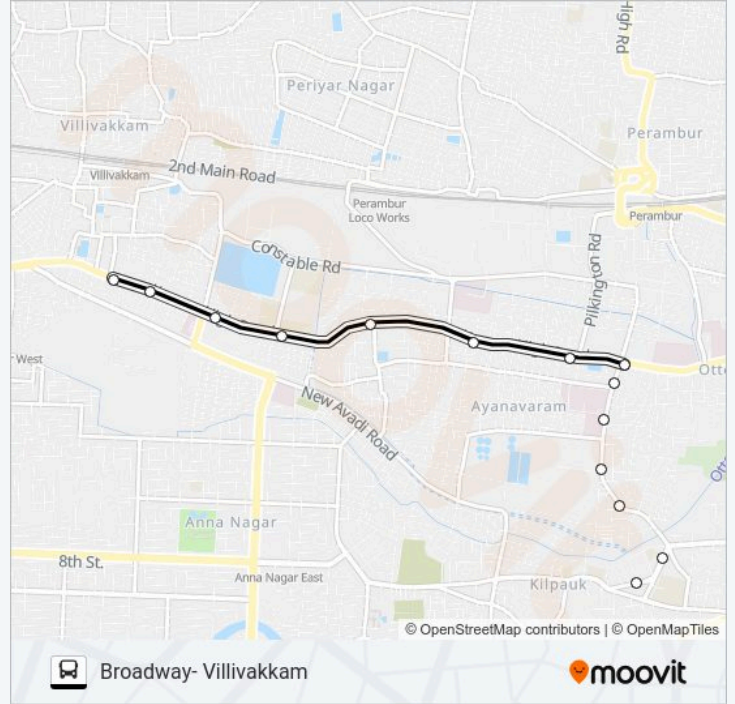 High Rd
Periyar Nagar
Villivakkam
Perambur
2nd Main Road
Villivakkam
Perambur
Loco Works
Perambur
Constable Rd
Pilkington Rd
West
Otte
Ayanavaram
New Avadi Road
Ott
Anna Nagar
8th St.
Anna Nagar East
Kilpauk
© OpenStreetMap contributors | © OpenMapTiles
Broadway- Villivakkam
moovit